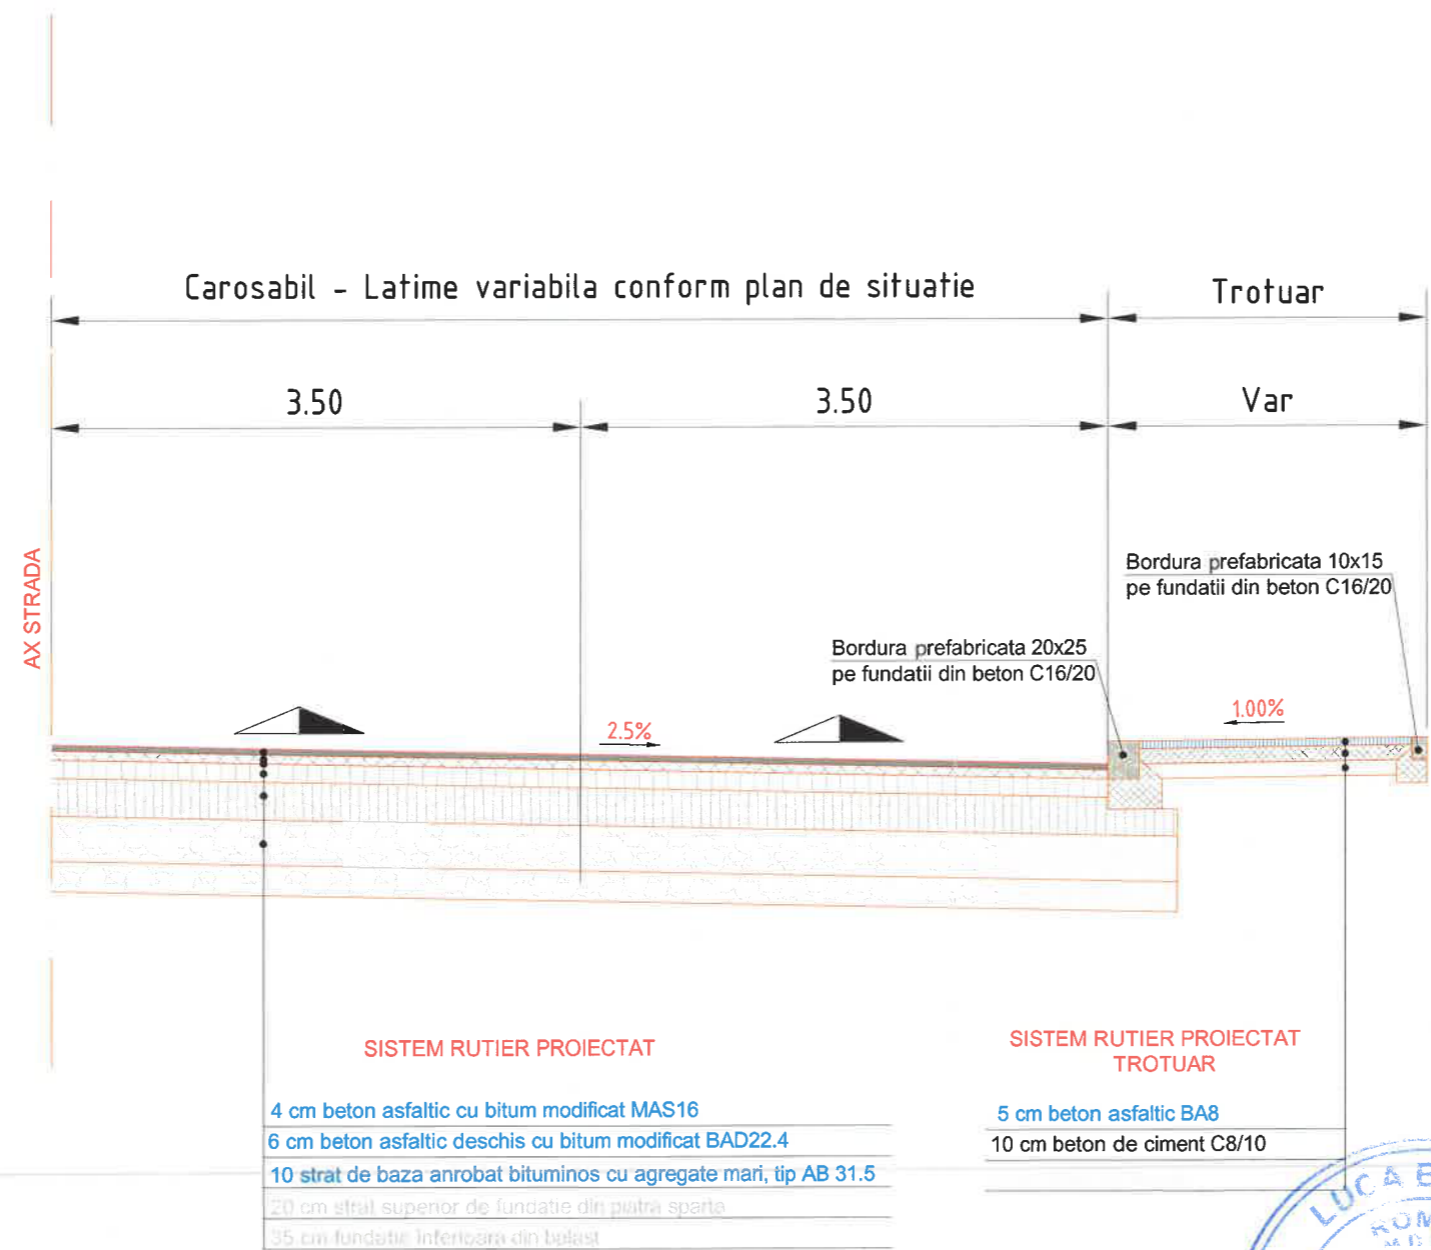 Carosabil - Latime variabila conform plan de situatie
Trotuar
3.50
3.50
Var
AX STRADA
Bordura prefabricata 10x15
pe fundatii din beton C16/20
Bordura prefabricata 20x25
pe fundatii din beton C16/20
2.5%
1.00%
SISTEM RUTIER PROIECTAT
4 cm beton asfaltic cu bitum modificat MAS16
6 cm beton asfaltic deschis cu bitum modificat BAD22.4
10 strat de baza anrobat bituminos cu agregate mari, tip AB 31.5
20 cm strat superior de fundatie din piatra sparta
35 cm fundatie inferioara din balast
SISTEM RUTIER PROIECTAT
TROTUAR
5 cm beton asfaltic BA8
10 cm beton de ciment C8/10
LUCA